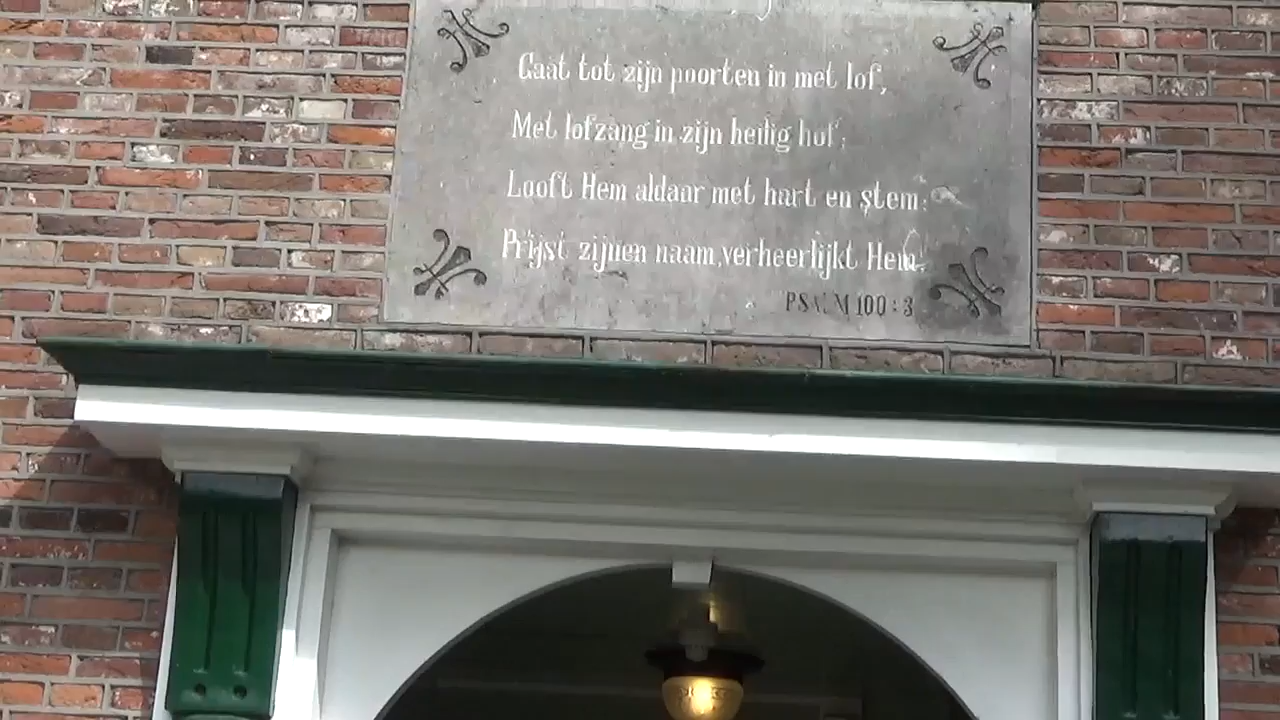 Gaat tot zijn poorten in met lof,
Met lofzang in zijn heilig hof;
Looft Hem aldaar met hart en stem;
Prijst zijnen naam, verheerlijkt Hem.
PSALM 100:3